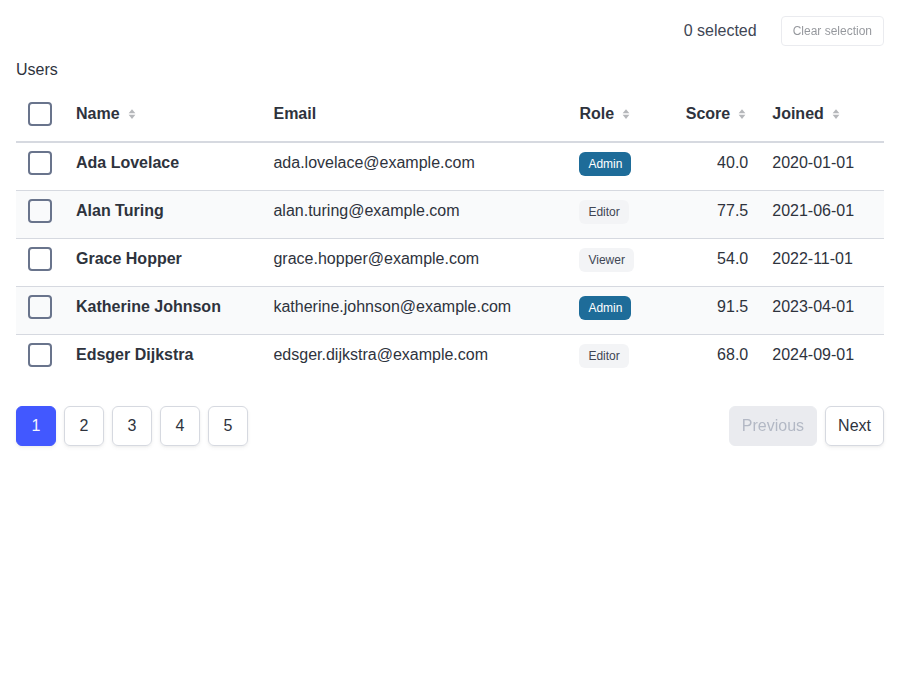 0 selected Clear selection
Users
Name Email Role Score Joined
Ada Lovelace ada.lovelace@example.com Admin 40.0 2020-01-01
Alan Turing alan.turing@example.com Editor 77.5 2021-06-01
Grace Hopper grace.hopper@example.com Viewer 54.0 2022-11-01
Katherine Johnson katherine.johnson@example.com Admin 91.5 2023-04-01
Edsger Dijkstra edsger.dijkstra@example.com Editor 68.0 2024-09-01
1 2 3 4 5 Previous Next